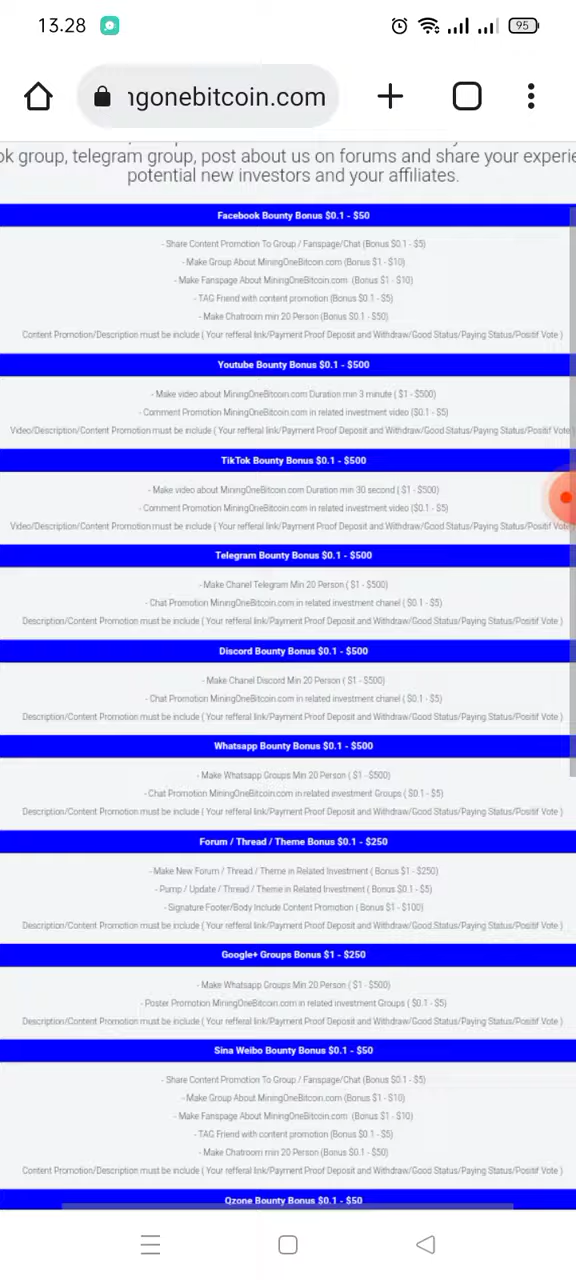 13.28
95
ngonebitcoin.com
ok group, telegram group, post about us on forums and share your experie
potential new investors and your affiliates.
Facebook Bounty Bonus $0.1 - $50
- Share Content Promotion To Group / Fanspage/Chat (Bonus $0.1 - $5)
- Make Group About MiningOneBitcoin.com (Bonus $1 - $10)
- Make Fanspage About MiningOneBitcoin.com (Bonus $1 - $10)
- TAG Friend with content promotion (Bonus $0.1 - $5)
- Make Chatroom min 20 Person (Bonus $0.1 - $50)
Content Promotion/Description must be include ( Your refferal link/Payment Proof Deposit and Withdraw/Good Status/Paying Status/Positif Vote )
Youtube Bounty Bonus $0.1 - $500
- Make video about MiningOneBitcoin.com Duration min 3 minute ( $1 - $500)
- Comment Promotion MiningOneBitcoin.com in related investment video ($0.1 - $5)
Video/Description/Content Promotion must be include ( Your refferal link/Payment Proof Deposit and Withdraw/Good Status/Paying Status/Positif Vote )
TikTok Bounty Bonus $0.1 - $500
- Make video about MiningOneBitcoin.com Duration min 30 second ( $1 - $500)
- Comment Promotion MiningOneBitcoin.com in related investment video ($0.1 - $5)
Video/Description/Content Promotion must be include ( Your refferal link/Payment Proof Deposit and Withdraw/Good Status/Paying Status/Positif Vote )
Telegram Bounty Bonus $0.1 - $500
- Make Chanel Telegram Min 20 Person ( $1 - $500)
- Chat Promotion MiningOneBitcoin.com in related investment chanel ( $0.1 - $5)
Description/Content Promotion must be include ( Your refferal link/Payment Proof Deposit and Withdraw/Good Status/Paying Status/Positif Vote )
Discord Bounty Bonus $0.1 - $500
- Make Chanel Discord Min 20 Person ( $1 - $500)
- Chat Promotion MiningOneBitcoin.com in related investment chanel ( $0.1 - $5)
Description/Content Promotion must be include ( Your refferal link/Payment Proof Deposit and Withdraw/Good Status/Paying Status/Positif Vote )
Whatsapp Bounty Bonus $0.1 - $500
- Make Whatsapp Groups Min 20 Person ( $1 - $500)
- Chat Promotion MiningOneBitcoin.com in related investment Groups ( $0.1 - $5)
Description/Content Promotion must be include ( Your refferal link/Payment Proof Deposit and Withdraw/Good Status/Paying Status/Positif Vote )
Forum / Thread / Theme Bonus $0.1 - $250
- Make New Forum / Thread / Theme in Related Investment ( Bonus $1 - $250)
- Pump / Update / Thread / Theme in Related Investment ( Bonus $0.1 - $5)
- Signature Footer/Body Include Content Promotion ( Bonus $1 - $100)
Description/Content Promotion must be include ( Your refferal link/Payment Proof Deposit and Withdraw/Good Status/Paying Status/Positif Vote )
Google+ Groups Bonus $1 - $250
- Make Whatsapp Groups Min 20 Person ( $1 - $500)
- Poster Promotion MiningOneBitcoin.com in related investment Groups ( $0.1 - $5)
Description/Content Promotion must be include ( Your refferal link/Payment Proof Deposit and Withdraw/Good Status/Paying Status/Positif Vote )
Sina Weibo Bounty Bonus $0.1 - $50
- Share Content Promotion To Group / Fanspage/Chat (Bonus $0.1 - $5)
- Make Group About MiningOneBitcoin.com (Bonus $1 - $10)
- Make Fanspage About MiningOneBitcoin.com (Bonus $1 - $10)
- TAG Friend with content promotion (Bonus $0.1 - $5)
- Make Chatroom min 20 Person (Bonus $0.1 - $50)
Content Promotion/Description must be include ( Your refferal link/Payment Proof Deposit and Withdraw/Good Status/Paying Status/Positif Vote )
Qzone Bounty Bonus $0.1 - $50